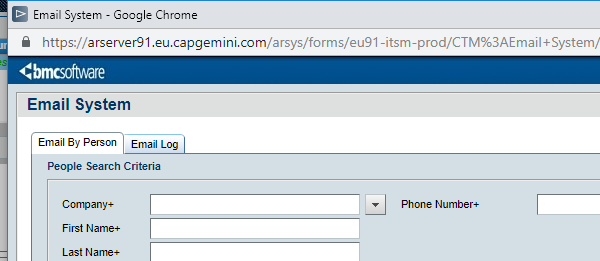 Email System - Google Chrome
https://arserver91.eu.capgemini.com/arsys/forms/eu91-itsm-prod/CTM%3AEmail+System/
bmcsoftware
Email System
Email By Person Email Log
People Search Criteria
Company+ Phone Number+
First Name+
Last Name+